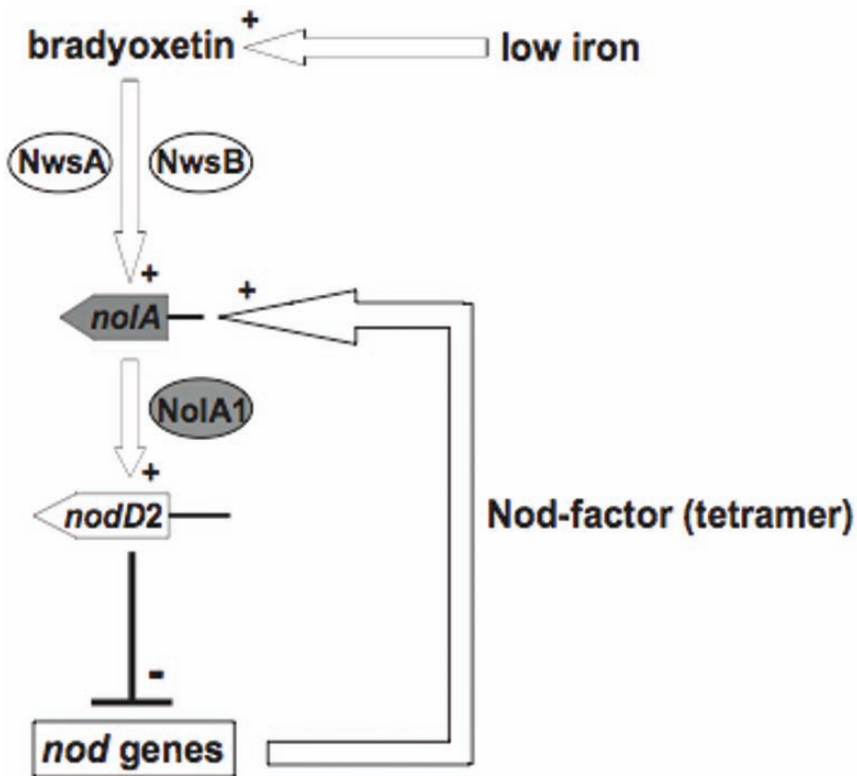 +
bradyoxetin
low iron
NwsA
NwsB
+
+
nolA
NolA1
+
nodD2
Nod-factor (tetramer)
-
nod genes